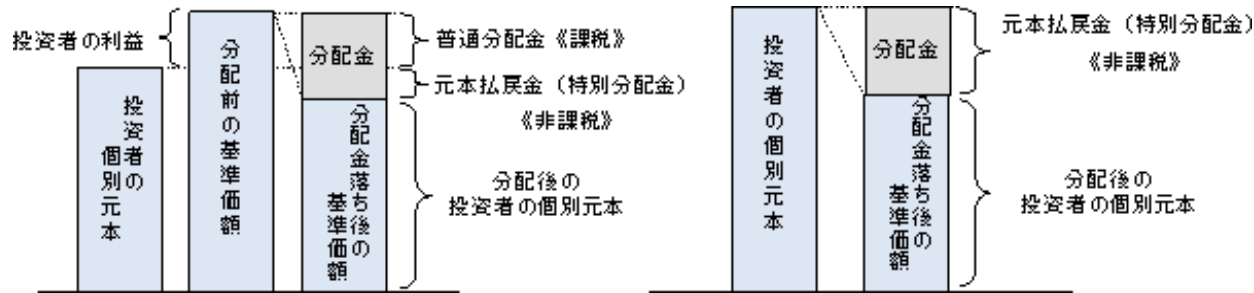 投資者の利益
投資者の
個別元本
分配前の基準価額
分配金
分配金落ち後の
基準価額
普通分配金《課税》
元本払戻金（特別分配金）
《非課税》
分配後の
投資者の個別元本
投資者の個別元本
分配金
分配金落ち後の
基準価額
元本払戻金（特別分配金）
《非課税》
分配後の
投資者の個別元本